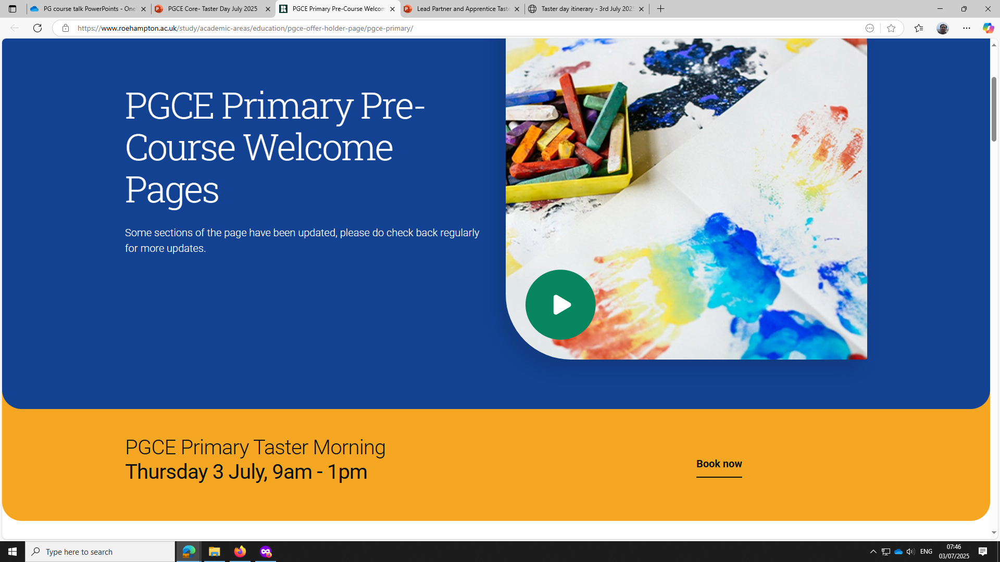 PG course talk PowerPoints - One
PGCE Core- Taster Day July 2025
PGCE Primary Pre-Course Welcom
Lead Partner and Apprentice Taste
Taster day itinerary - 3rd July 2025
https://www.roehampton.ac.uk/study/academic-areas/education/pgce-offer-holder-page/pgce-primary/
PGCE Primary Pre-
Course Welcome
Pages
Some sections of the page have been updated, please do check back regularly
for more updates.
PGCE Primary Taster Morning
Thursday 3 July, 9am - 1pm
Book now
Type here to search
ENG
07:46
03/07/2025